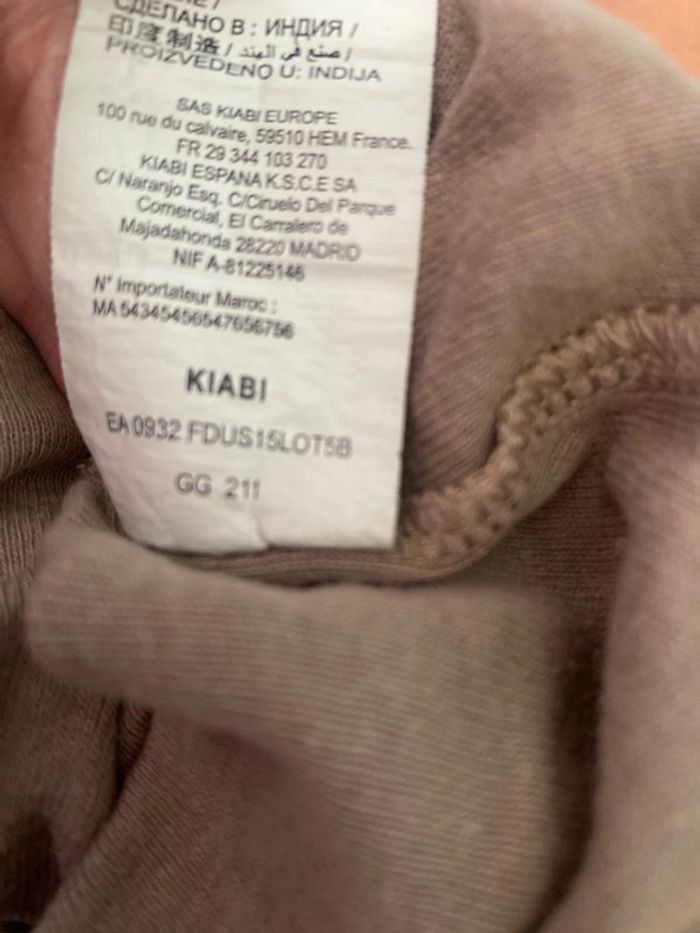 СДЕЛАНО В : ИНДИЯ /
印度制造 / صنع في الهند /
PROIZVEDENO U: INDIJA
SAS KIABI EUROPE
100 rue du calvaire, 59510 HEM France.
FR 29 344 103 270
KIABI ESPANA K.S.C.E SA
C/ Naranjo Esq. C/Ciruelo Del Parque
Comercial, El Carralero de
Majadahonda 28220 MADRID
NIF A-81225146
N° Importateur Maroc :
MA 54345456547656756
KIABI
EA 0932 FDUS15LOT5B
GG 211